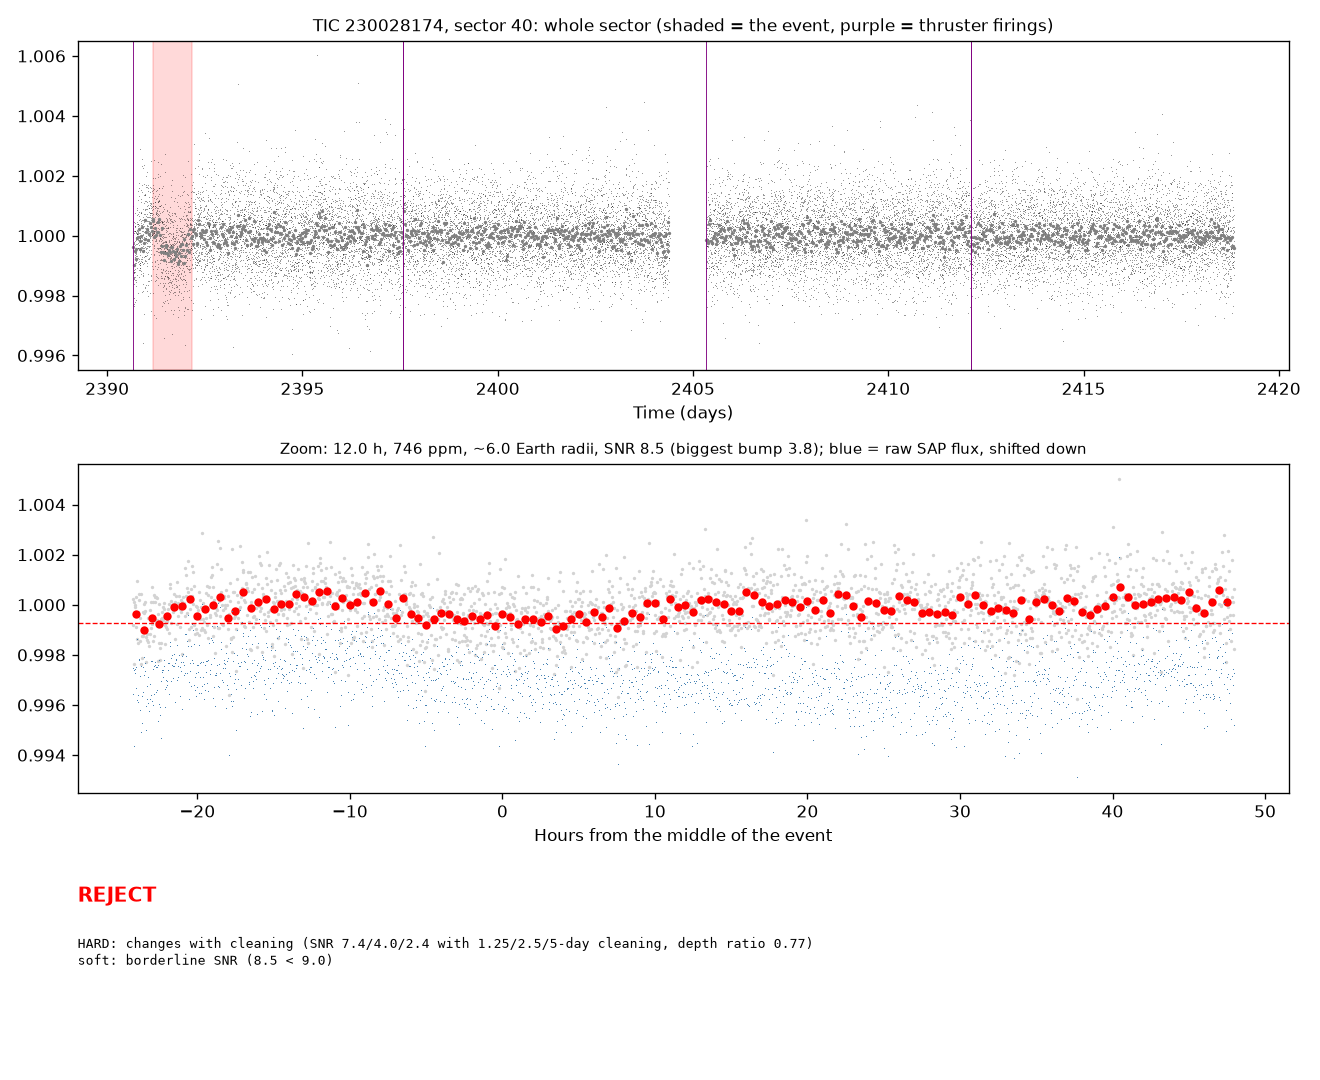 TIC 230028174, sector 40: whole sector (shaded = the event, purple = thruster firings)
1.006
1.004
1.002
1.000
0.998
0.996
2390 2395 2400 2405 2410 2415 2420
Time (days)
Zoom: 12.0 h, 746 ppm, ~6.0 Earth radii, SNR 8.5 (biggest bump 3.8); blue = raw SAP flux, shifted down
1.004
1.002
1.000
0.998
0.996
0.994
−20 −10 0 10 20 30 40 50
Hours from the middle of the event
REJECT
HARD: changes with cleaning (SNR 7.4/4.0/2.4 with 1.25/2.5/5-day cleaning, depth ratio 0.77)
soft: borderline SNR (8.5 < 9.0)